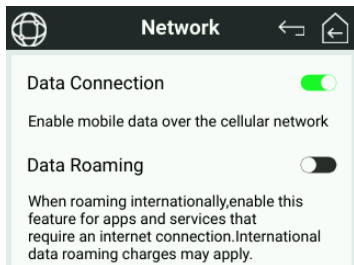 Network
Data Connection
Enable mobile data over the cellular network
Data Roaming
When roaming internationally,enable this
feature for apps and services that
require an internet connection.International
data roaming charges may apply.